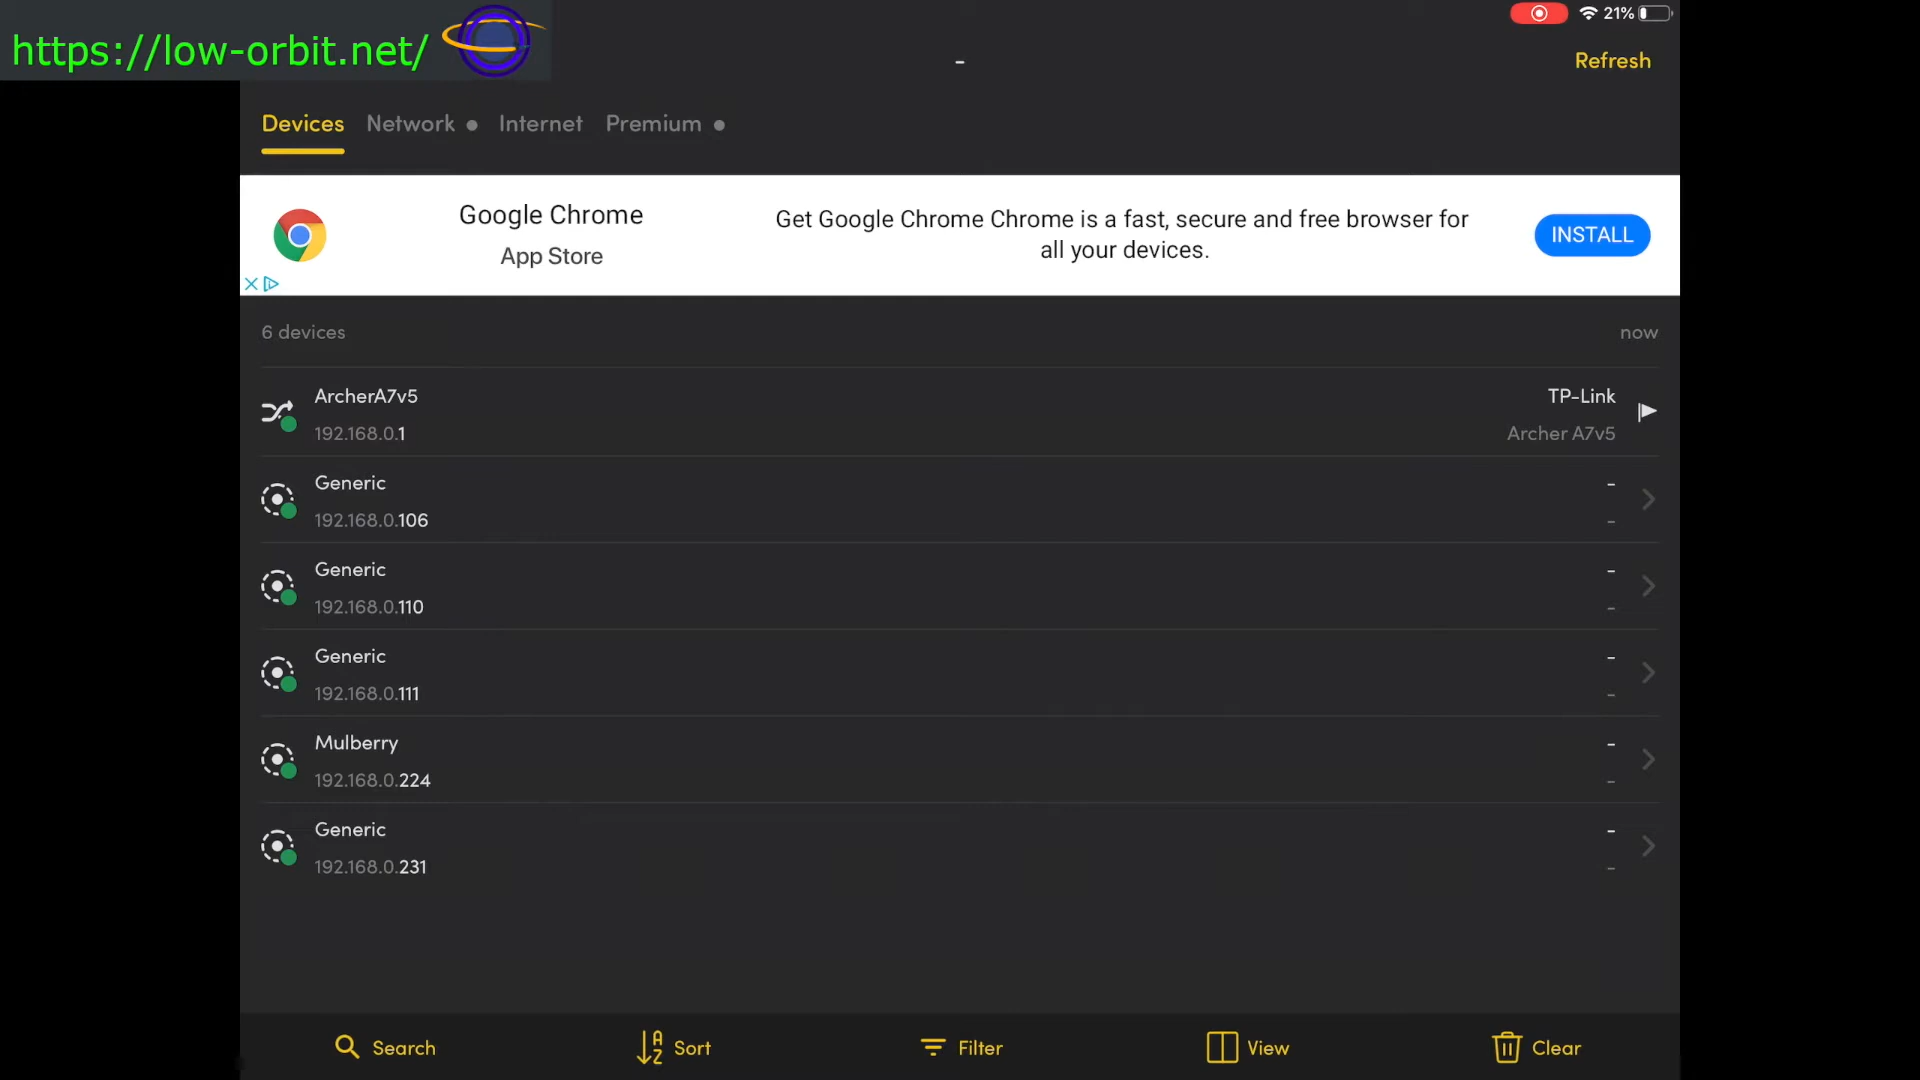 https://low-orbit.net/
21%
-
Refresh
Devices Network Internet Premium
Google Chrome
App Store
Get Google Chrome Chrome is a fast, secure and free browser for
all your devices.
INSTALL
6 devices now
ArcherA7v5 TP-Link
192.168.0.1 Archer A7v5
Generic -
192.168.0.106 -
Generic -
192.168.0.110 -
Generic -
192.168.0.111 -
Mulberry -
192.168.0.224 -
Generic -
192.168.0.231 -
Search Sort Filter View Clear